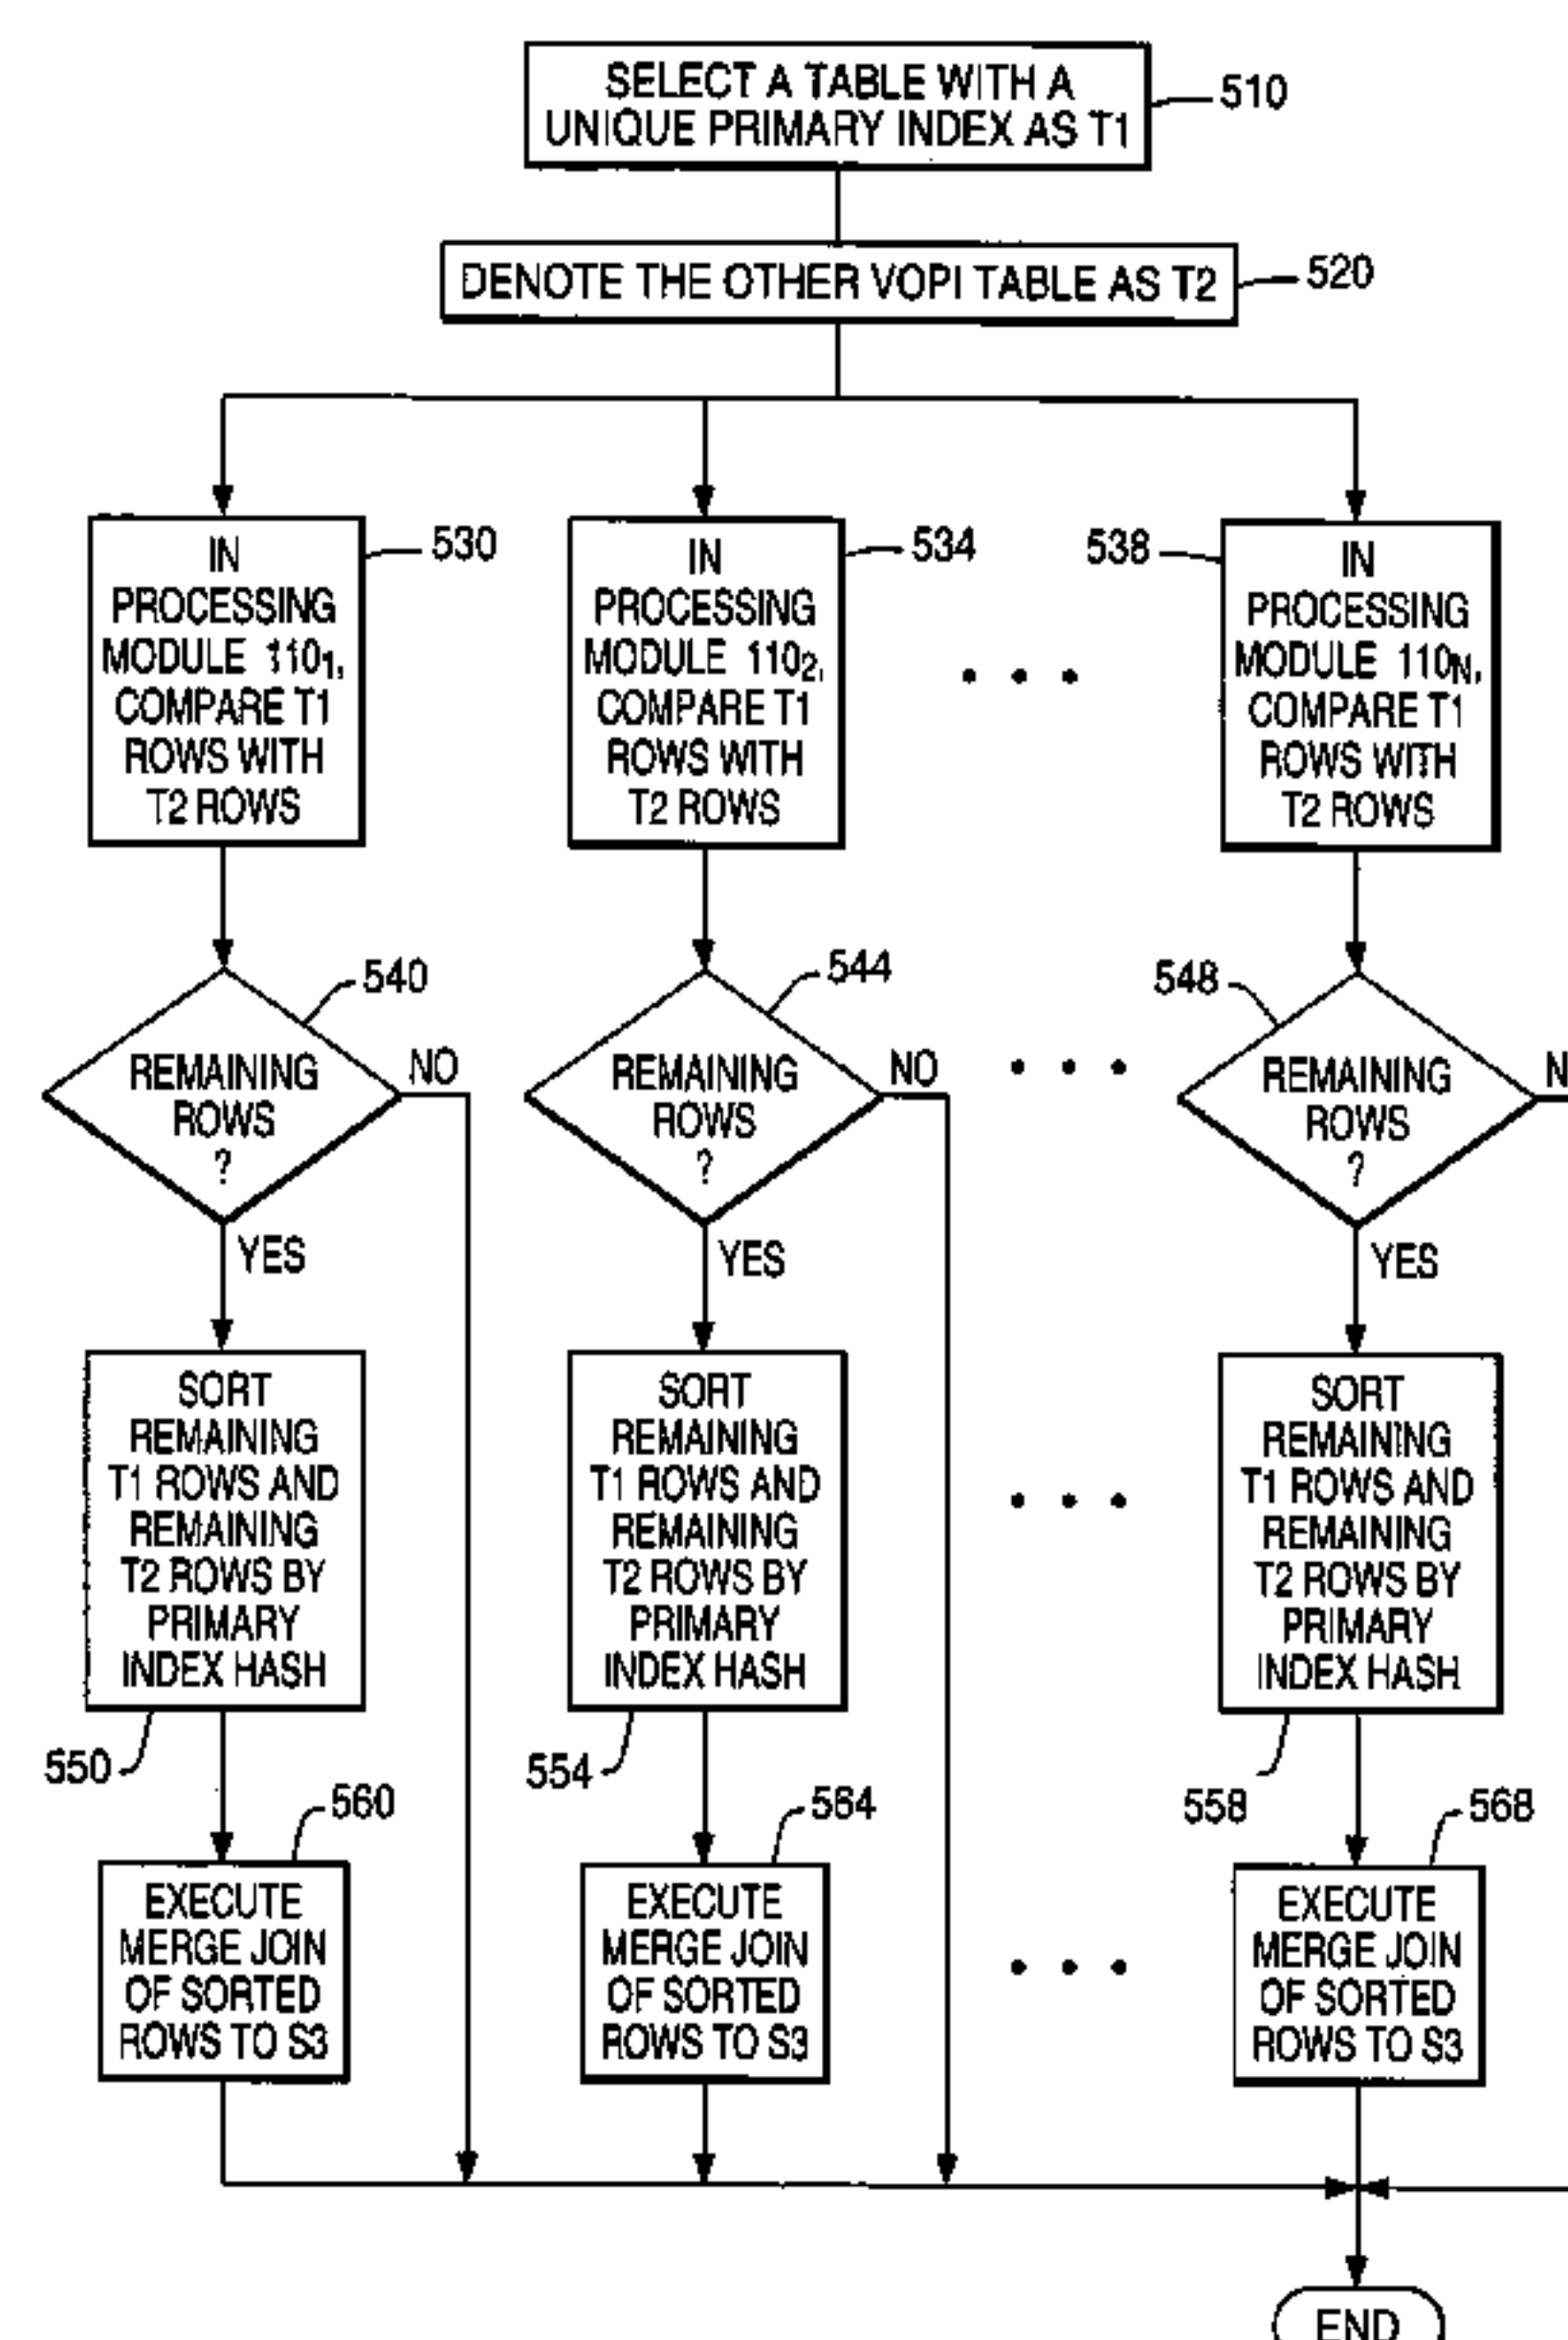 SELECT A TABLE WITH A
UNIQUE PRIMARY INDEX AS T1
510
DENOTE THE OTHER VOPI TABLE AS T2
520
IN
PROCESSING
MODULE 110₁,
COMPARE T1
ROWS WITH
T2 ROWS
530
IN
PROCESSING
MODULE 110₂,
COMPARE T1
ROWS WITH
T2 ROWS
534
• • •
538
IN
PROCESSING
MODULE 110N,
COMPARE T1
ROWS WITH
T2 ROWS
540
REMAINING
ROWS
?
NO
YES
544
REMAINING
ROWS
?
NO
YES
• • •
548
REMAINING
ROWS
?
N
YES
SORT
REMAINING
T1 ROWS AND
REMAINING
T2 ROWS BY
PRIMARY
INDEX HASH
550
SORT
REMAINING
T1 ROWS AND
REMAINING
T2 ROWS BY
PRIMARY
INDEX HASH
554
• • •
SORT
REMAINING
T1 ROWS AND
REMAINING
T2 ROWS BY
PRIMARY
INDEX HASH
558
560
EXECUTE
MERGE JOIN
OF SORTED
ROWS TO S3
564
EXECUTE
MERGE JOIN
OF SORTED
ROWS TO S3
• • •
568
EXECUTE
MERGE JOIN
OF SORTED
ROWS TO S3
END